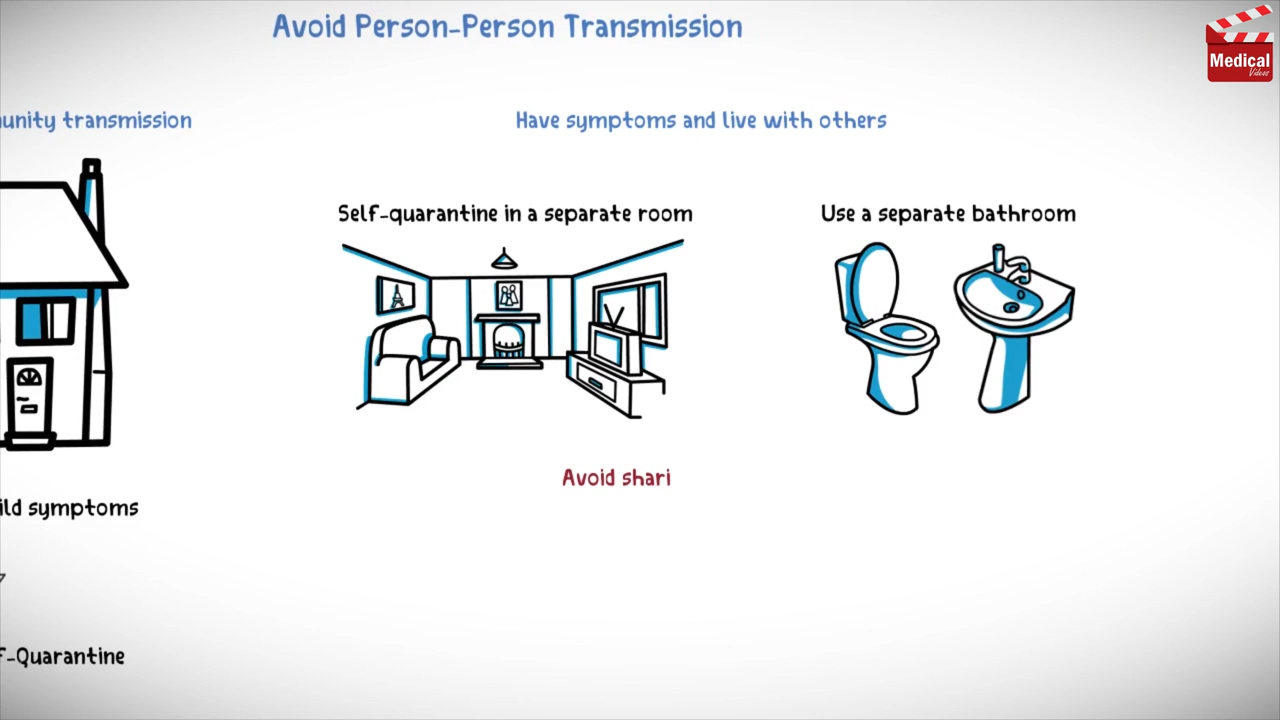 Avoid Person-Person Transmission
Medical
Videos
unity transmission
Have symptoms and live with others
Self-quarantine in a separate room
Use a separate bathroom
Avoid shari
ild symptoms
-Quarantine